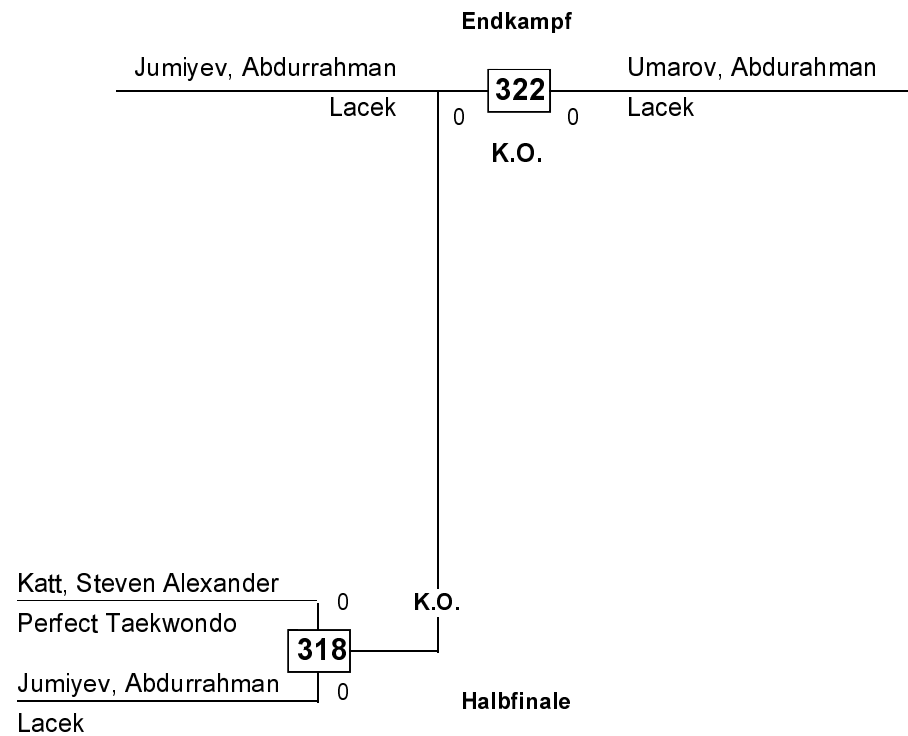 Endkampf
Jumiyev, Abdurrahman
Lacek
0
322
0
Umarov, Abdurahman
Lacek
K.O.
Katt, Steven Alexander
Perfect Taekwondo
0
K.O.
318
Jumiyev, Abdurrahman
Lacek
0
Halbfinale